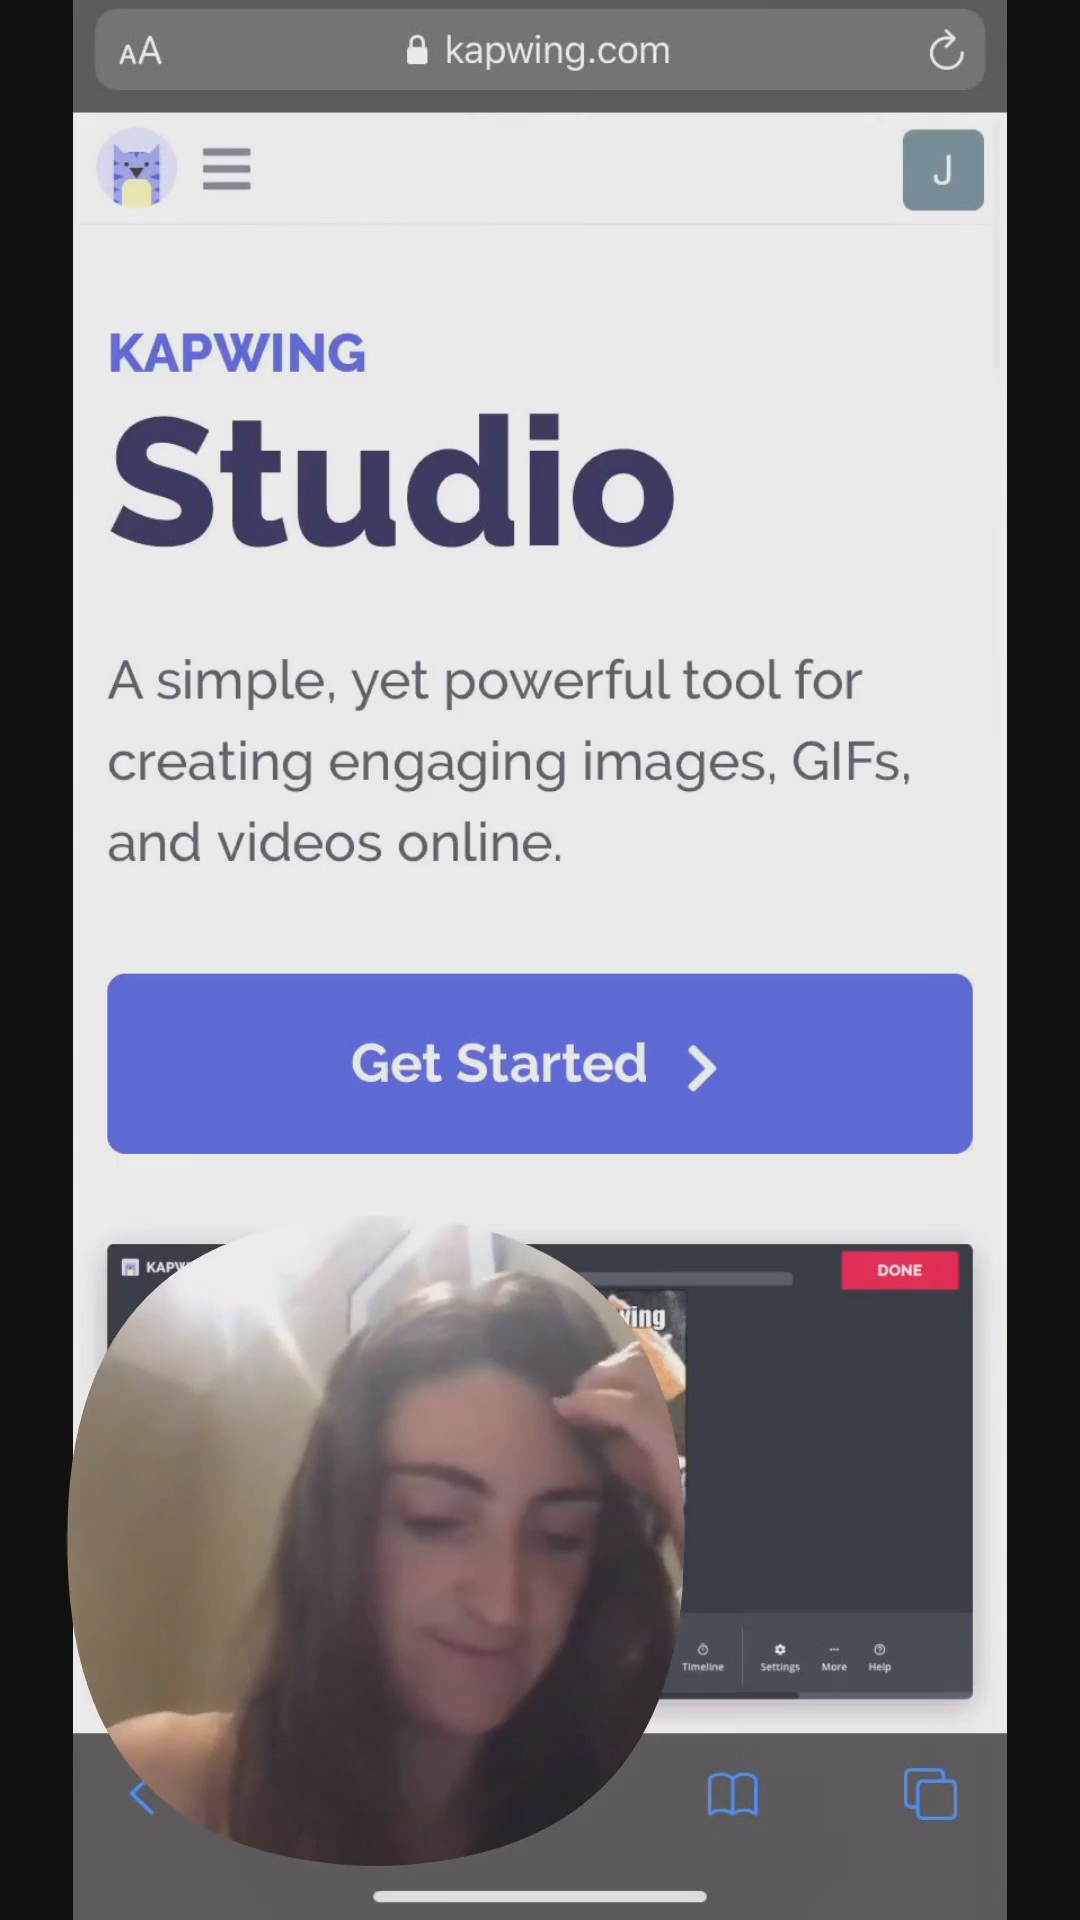 AA
kapwing.com
J
KAPWING
Studio
A simple, yet powerful tool for
creating engaging images, GIFs,
and videos online.
Get Started
DONE
Timeline
Settings
More
Help